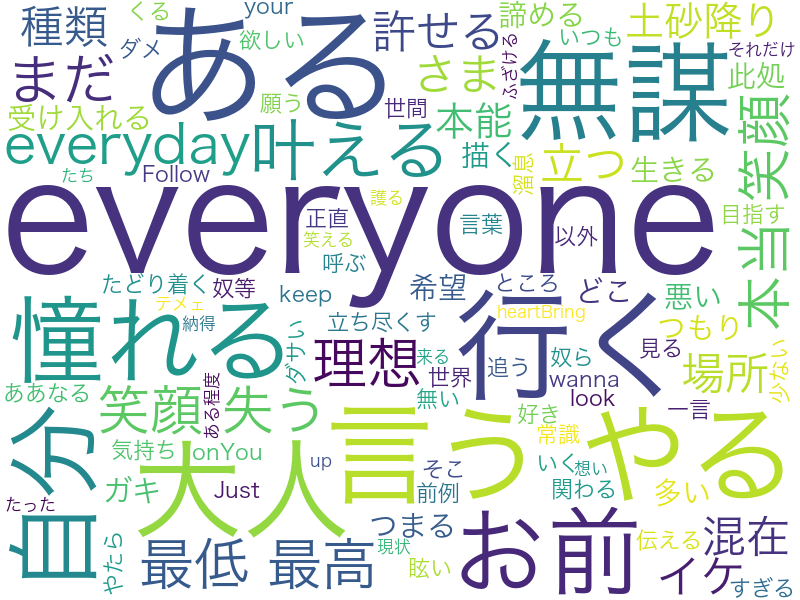 くる your 諦める
種類 ある 許せる 土砂降り
ダメ 欲しい いつも それだけ
まだ ふざける さま 無謀 此処
願う 世間 本能
受け入れる 描く 立つ 生きる 笑顔
everyday 叶える 溜息
たち Follow 護る
everyone 正直 言葉 目指す
笑える 以外 本当
たどり着く 奴等 呼ぶ 希望 ところ どこ 悪い
テメェ keep heartBring
憧れる 納得 立ち尽くす 行く つもり
ダサい 理想 来る 追う 奴ら 見る 場所
世界 wanna 少ない
ああなる ある程度 無い look 一言
笑顔 失う 言う 好き やる
自分 気持ち onYou 常識
大人 up そこ いく 想い
ガキ Just 前例 関わる 多い
たった つまる お前
やたら 最低 最高 現状 眩い 伝える 混在
イケ すぎる